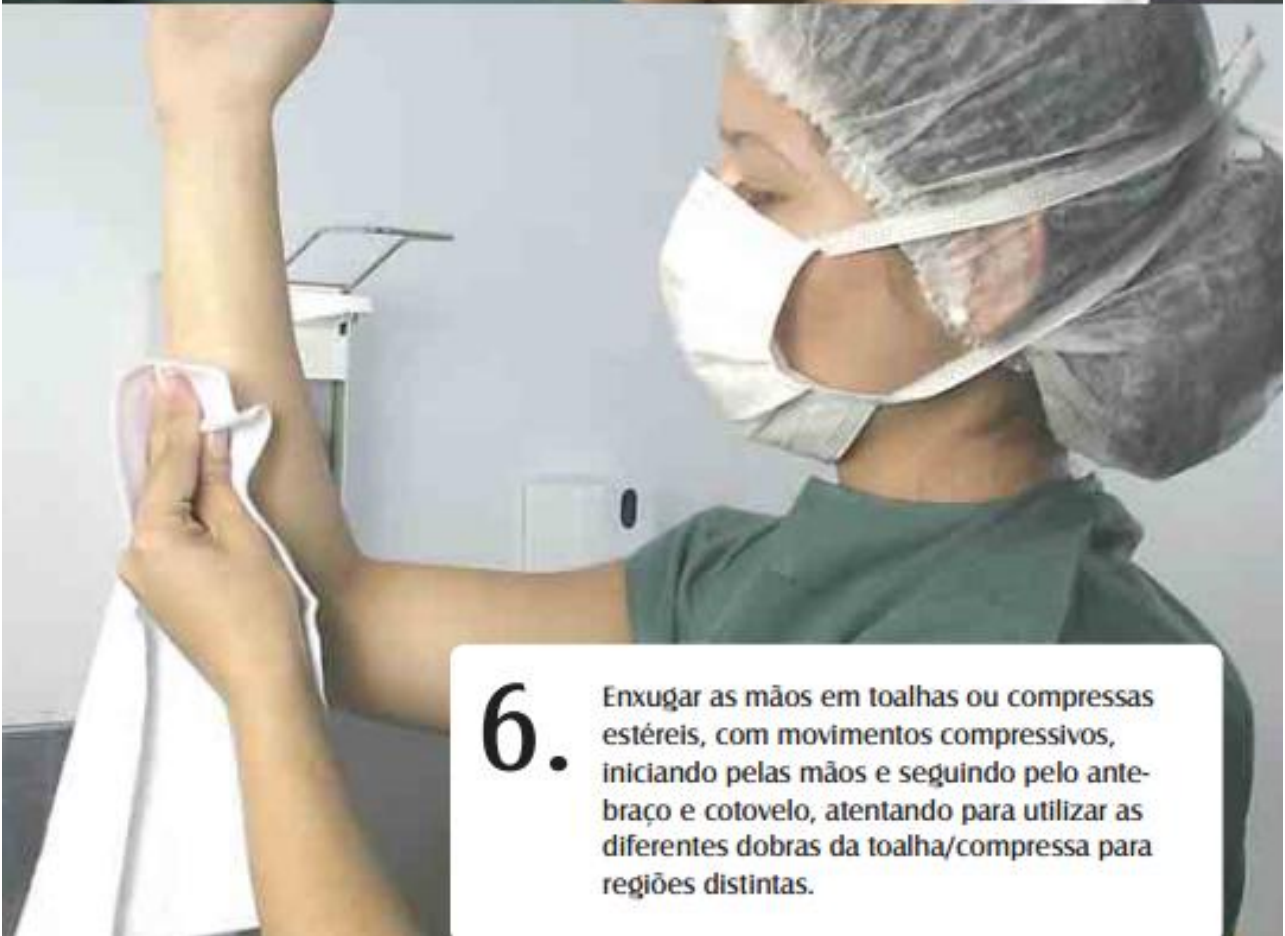 6.
Enxugar as mãos em toalhas ou compressas
estéreis, com movimentos compressivos,
iniciando pelas mãos e seguindo pelo ante-
braço e cotovelo, atentando para utilizar as
diferentes dobras da toalha/compressa para
regiões distintas.